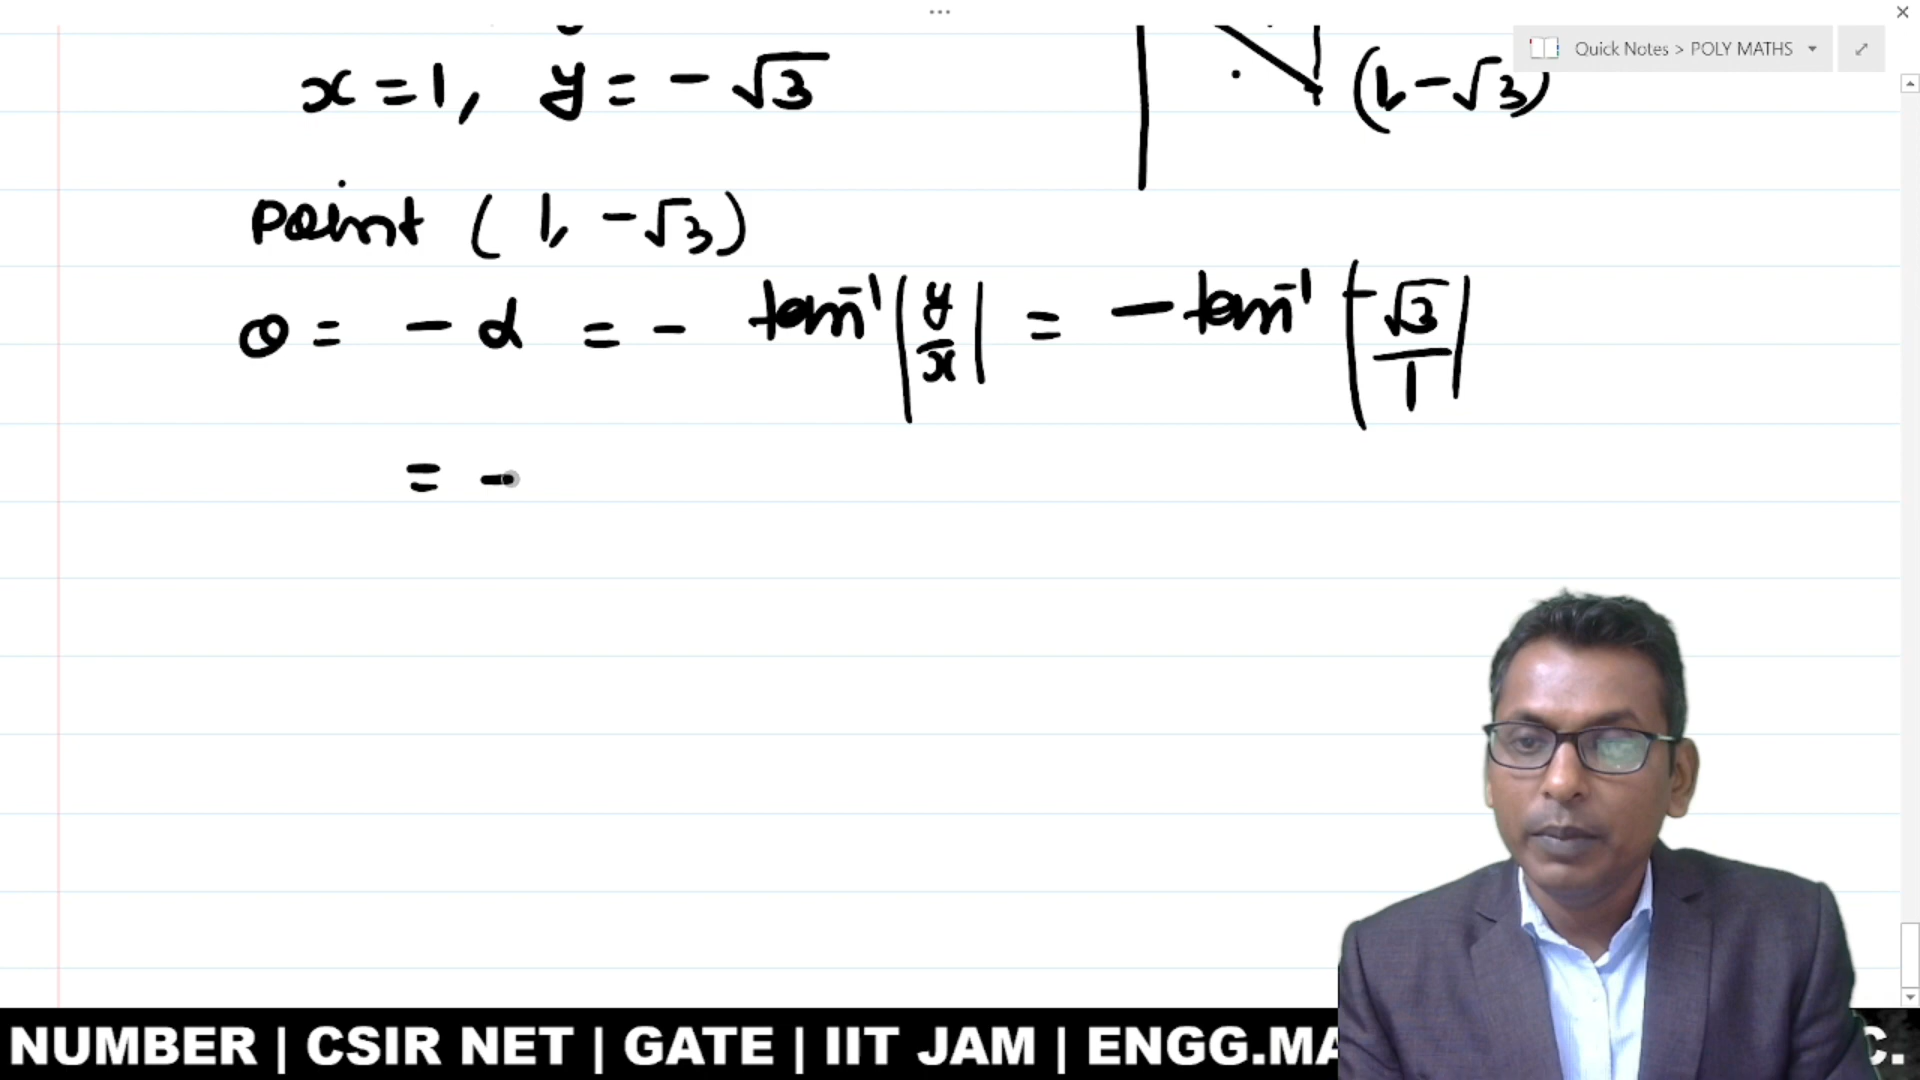 ...
Quick Notes > POLY MATHS
x = 1, y = - √3
(1, -√3)
Point (1, -√3)
θ = - α = - tan⁻¹ |y/x| = - tan⁻¹ |-√3/1|
= -
NUMBER | CSIR NET | GATE | IIT JAM | ENGG.MA
C.